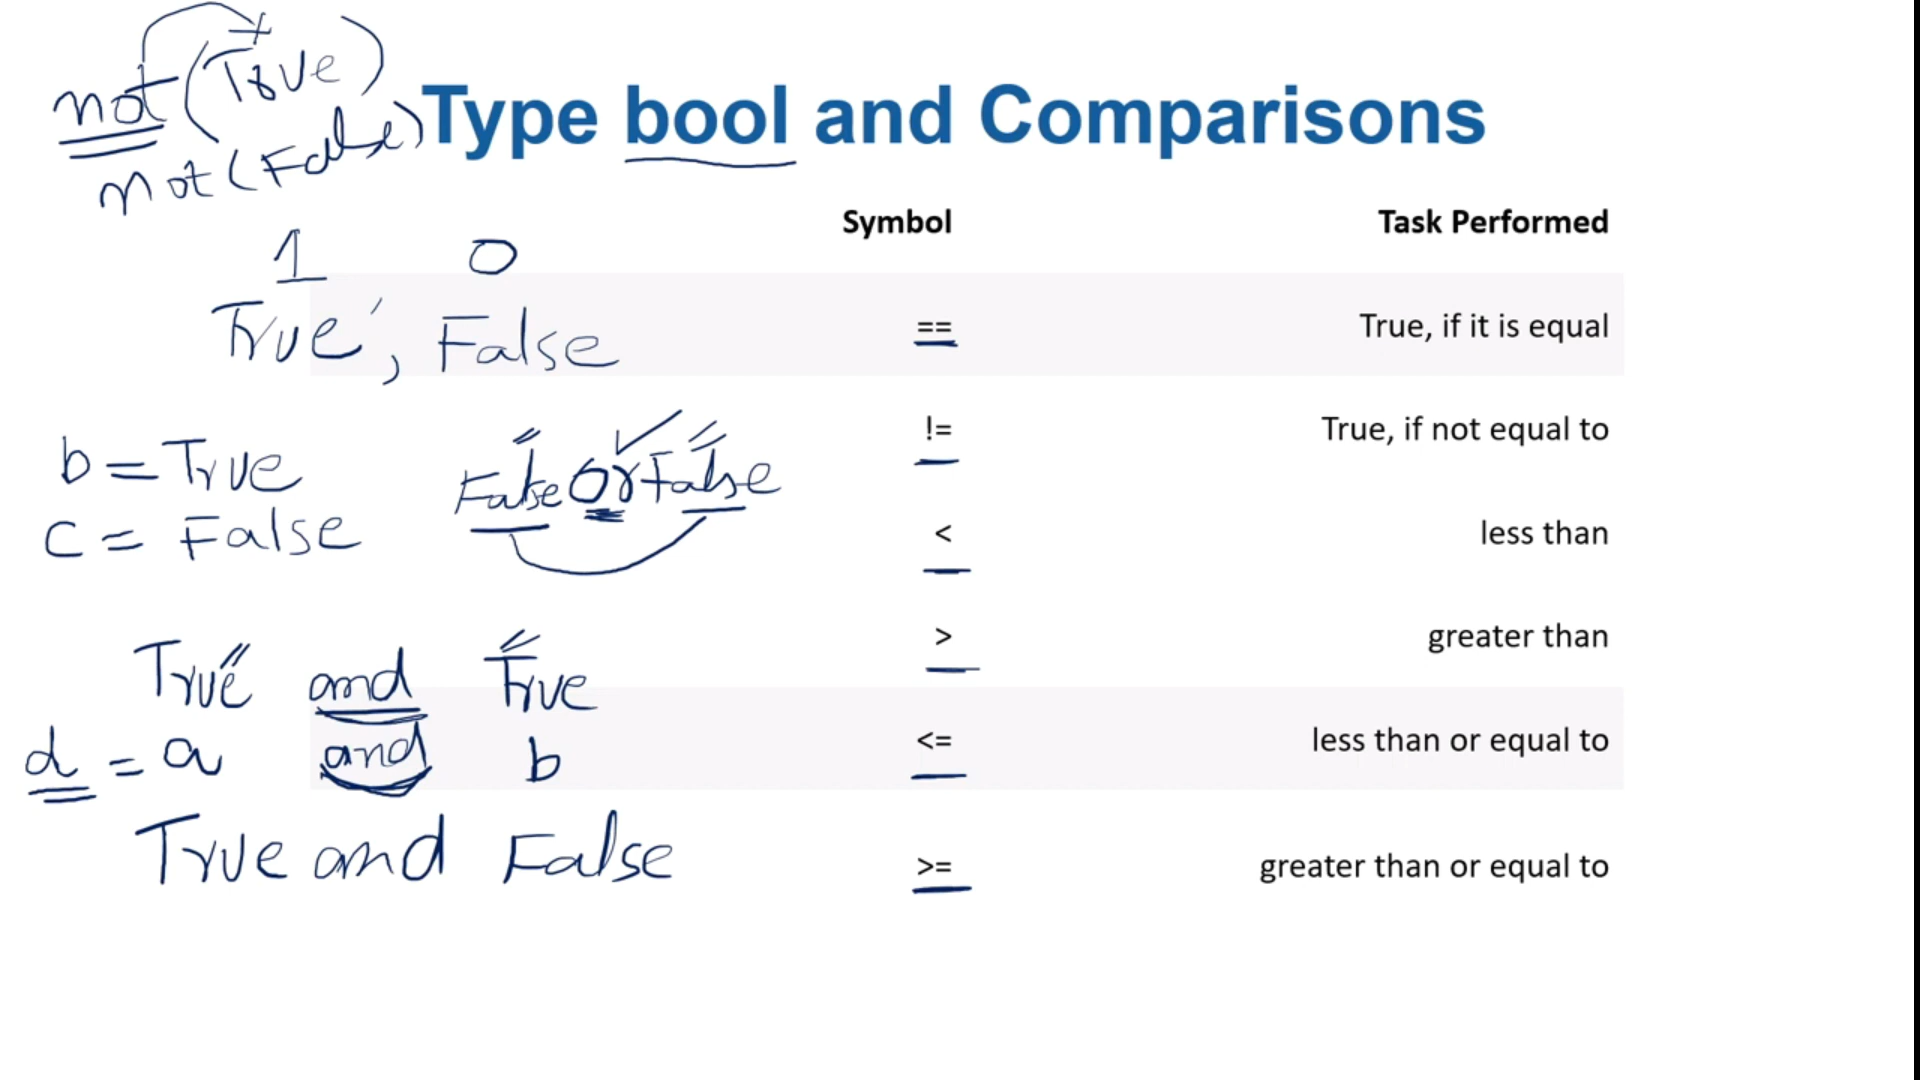 not (True)
not (False)
Type bool and Comparisons
Symbol Task Performed
1 0
True, False
== True, if it is equal
!= True, if not equal to
b = True
False or False
c = False
< less than
> greater than
True and True
d = a and b
<= less than or equal to
True and False
>= greater than or equal to